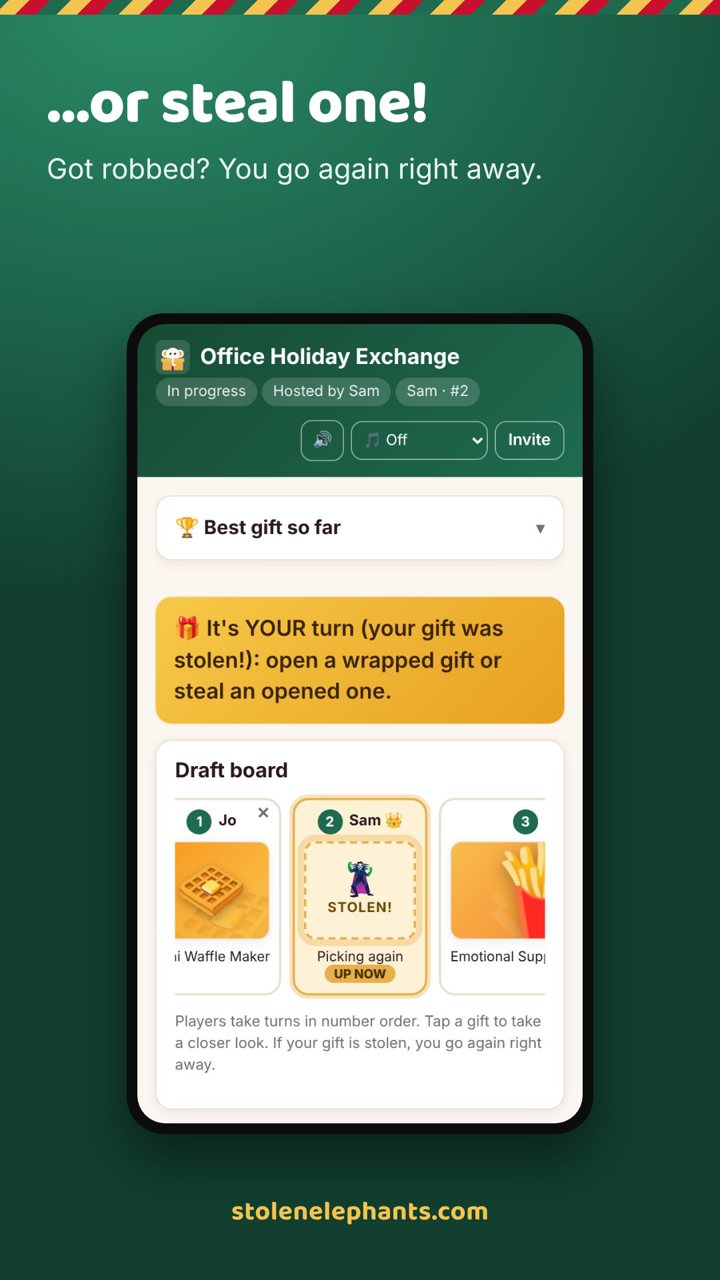 ...or steal one!
Got robbed? You go again right away.
Office Holiday Exchange
In progress
Hosted by Sam
Sam · #2
Off
Invite
Best gift so far
It's YOUR turn (your gift was
stolen!): open a wrapped gift or
steal an opened one.
Draft board
1 Jo
2 Sam
3
STOLEN!
Waffle Maker
Picking again
Emotional
UP NOW
Players take turns in number order. Tap a gift to take
a closer look. If your gift is stolen, you go again right
away.
stolenelephants.com